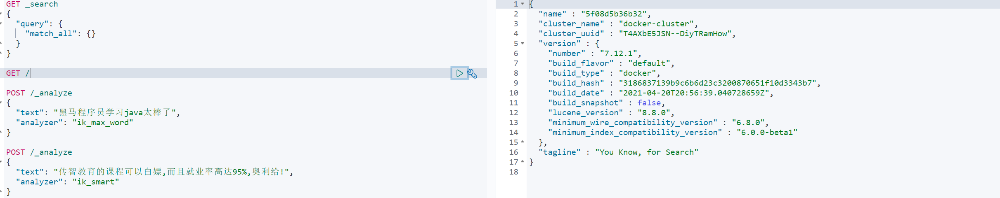 GET _search
{
  "query": {
    "match_all": {}
  }
}
GET /
POST /_analyze
{
  "text": "黑马程序员学习java太棒了",
  "analyzer": "ik_max_word"
}
POST /_analyze
{
  "text": "传智教育的课程可以白嫖,而且就业率高达95%,奥利给!",
  "analyzer": "ik_smart"
}
1 {
2   "name" : "5f08d5b36b32",
3   "cluster_name" : "docker-cluster",
4   "cluster_uuid" : "T4AXbE5JSN--DiyTRamHow",
5   "version" : {
6     "number" : "7.12.1",
7     "build_flavor" : "default",
8     "build_type" : "docker",
9     "build_hash" : "3186837139b9c6b6d23c3200870651f10d3343b7",
10     "build_date" : "2021-04-20T20:56:39.040728659Z",
11     "build_snapshot" : false,
12     "lucene_version" : "8.8.0",
13     "minimum_wire_compatibility_version" : "6.8.0",
14     "minimum_index_compatibility_version" : "6.0.0-beta1"
15   },
16   "tagline" : "You Know, for Search"
17 }
18